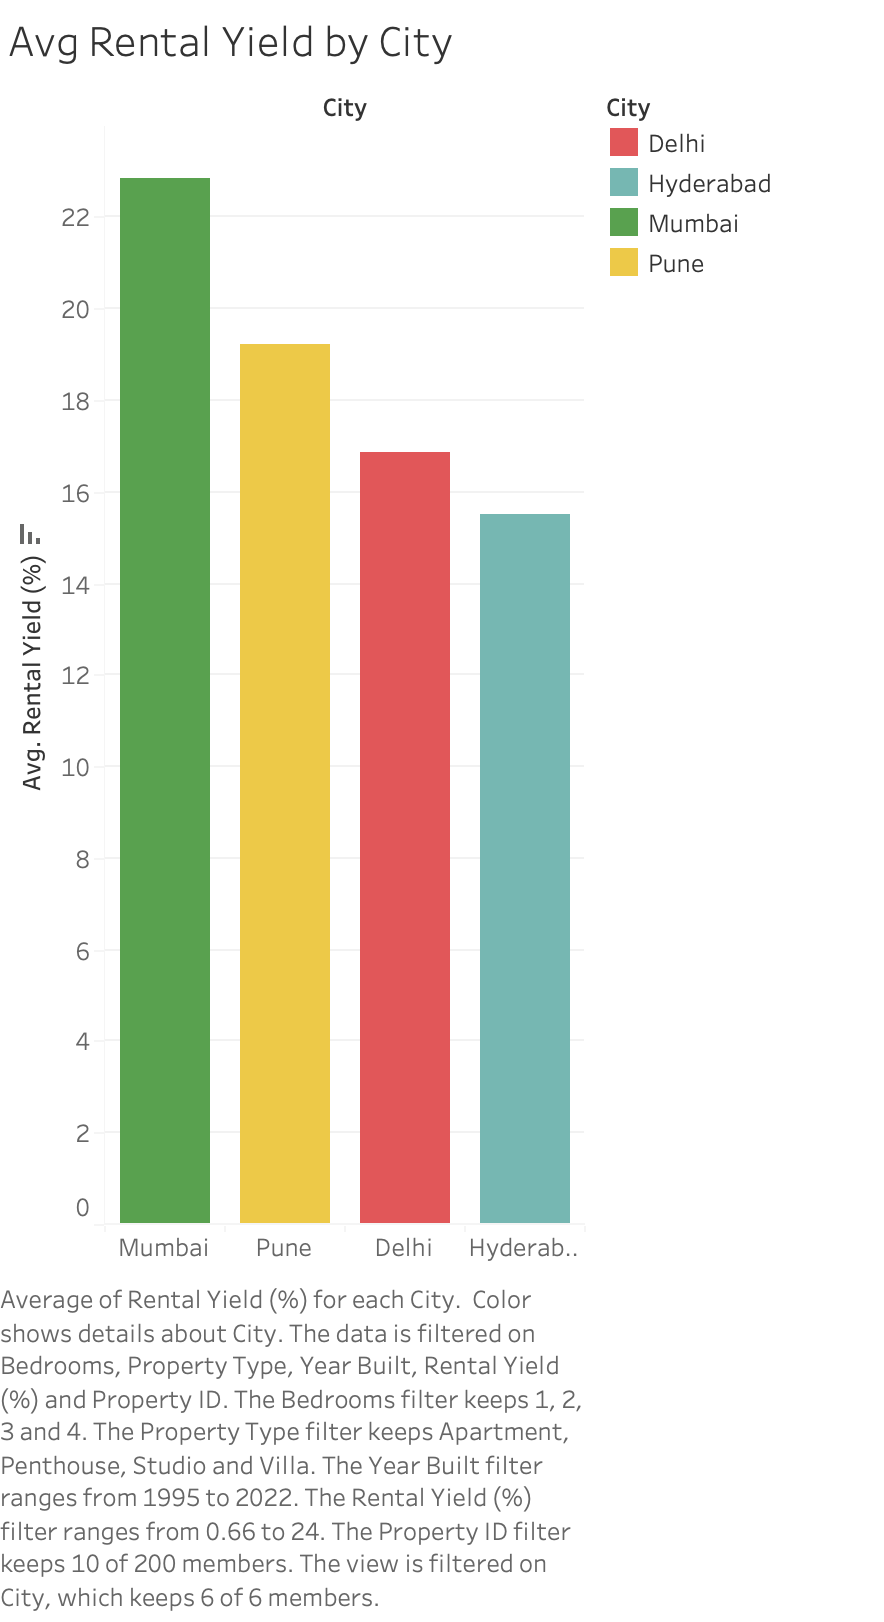 Avg Rental Yield by City
City
City
Delhi
Hyderabad
Mumbai
Pune
22
20
18
16
14
12
10
8
6
4
2
0
Avg. Rental Yield (%)
Mumbai
Pune
Delhi
Hyderab..
Average of Rental Yield (%) for each City.  Color
shows details about City. The data is filtered on
Bedrooms, Property Type, Year Built, Rental Yield
(%) and Property ID. The Bedrooms filter keeps 1, 2,
3 and 4. The Property Type filter keeps Apartment,
Penthouse, Studio and Villa. The Year Built filter
ranges from 1995 to 2022. The Rental Yield (%)
filter ranges from 0.66 to 24. The Property ID filter
keeps 10 of 200 members. The view is filtered on
City, which keeps 6 of 6 members.